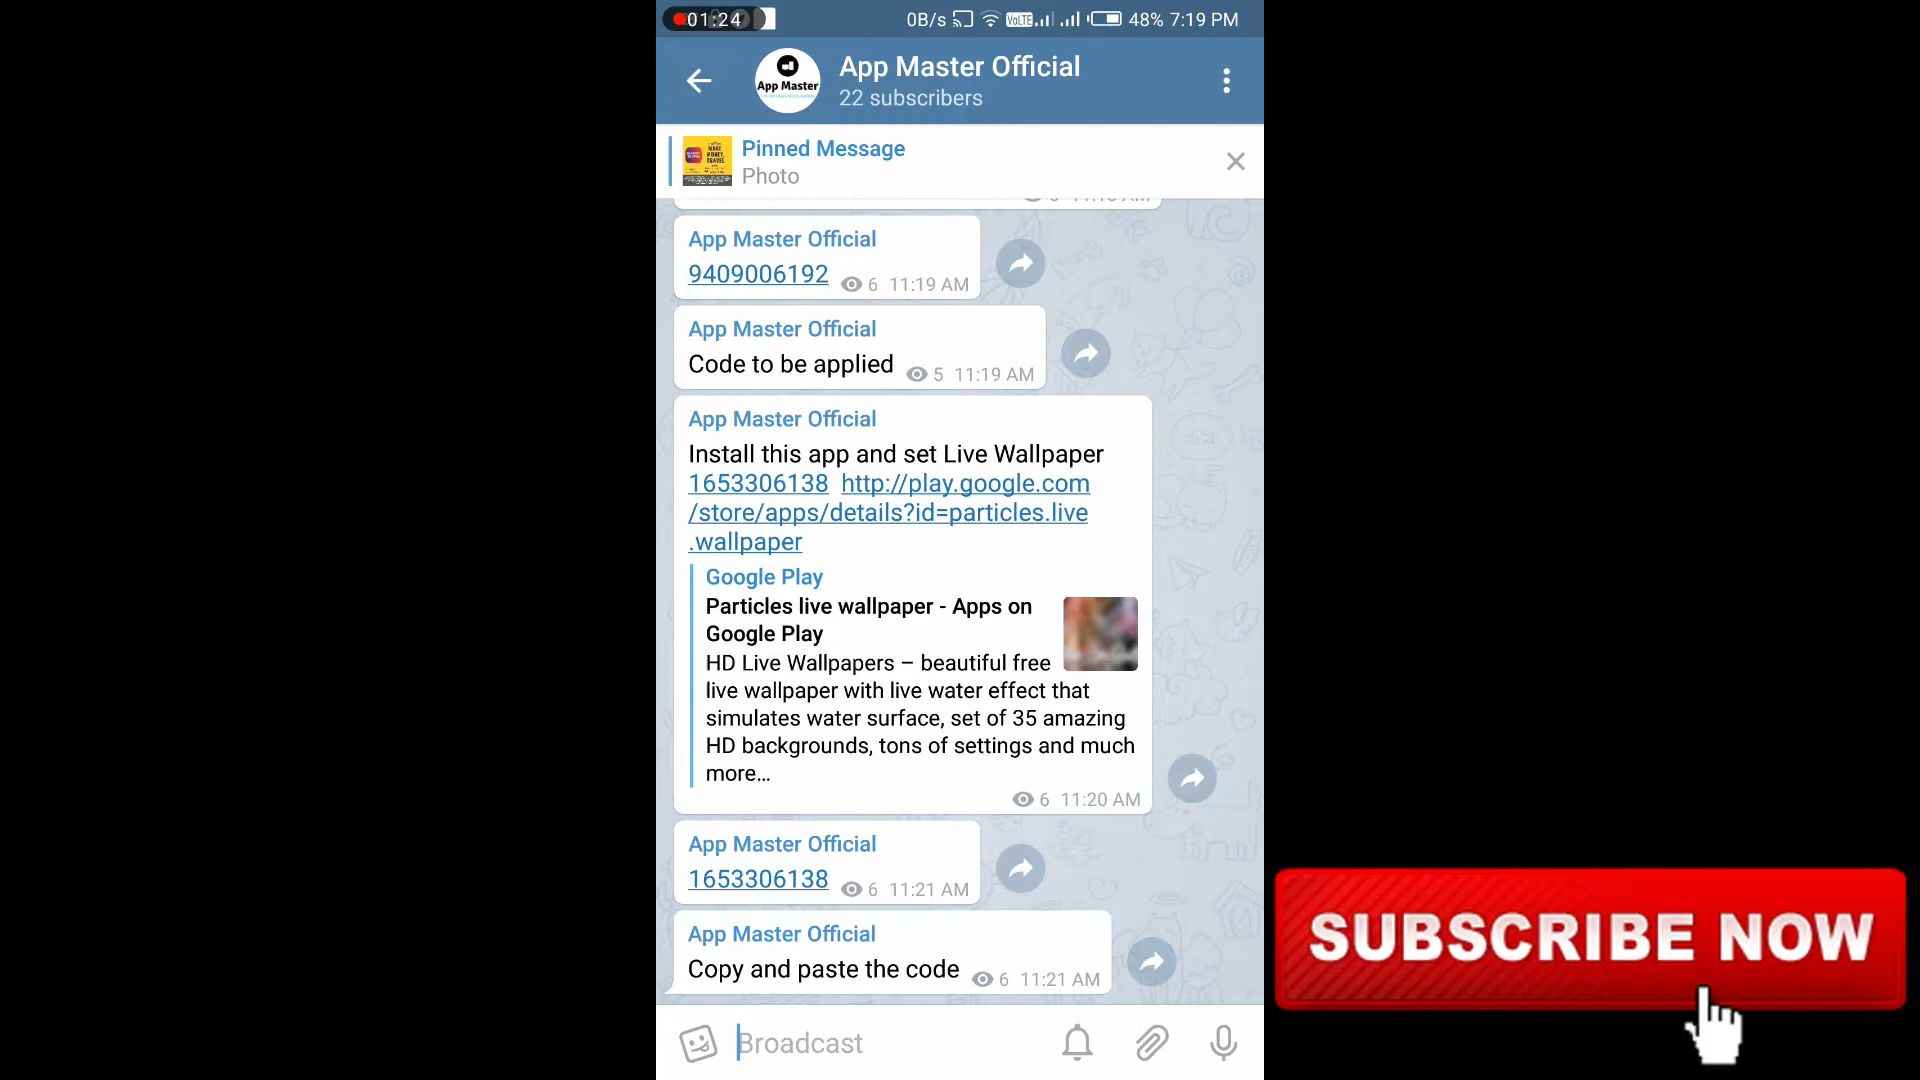 01:24
0B/s VoLTE 48% 7:19 PM
App Master
App Master Official
22 subscribers
MAKE
MONEY,
TRAVEL
Pinned Message
Photo
App Master Official
9409006192 6 11:19 AM
App Master Official
Code to be applied 5 11:19 AM
App Master Official
Install this app and set Live Wallpaper
1653306138 http://play.google.com
/store/apps/details?id=particles.live
.wallpaper
Google Play
Particles live wallpaper - Apps on
Google Play
HD Live Wallpapers – beautiful free
live wallpaper with live water effect that
simulates water surface, set of 35 amazing
HD backgrounds, tons of settings and much
more...
6 11:20 AM
App Master Official
1653306138 6 11:21 AM
App Master Official
Copy and paste the code 6 11:21 AM
Broadcast
SUBSCRIBE NOW